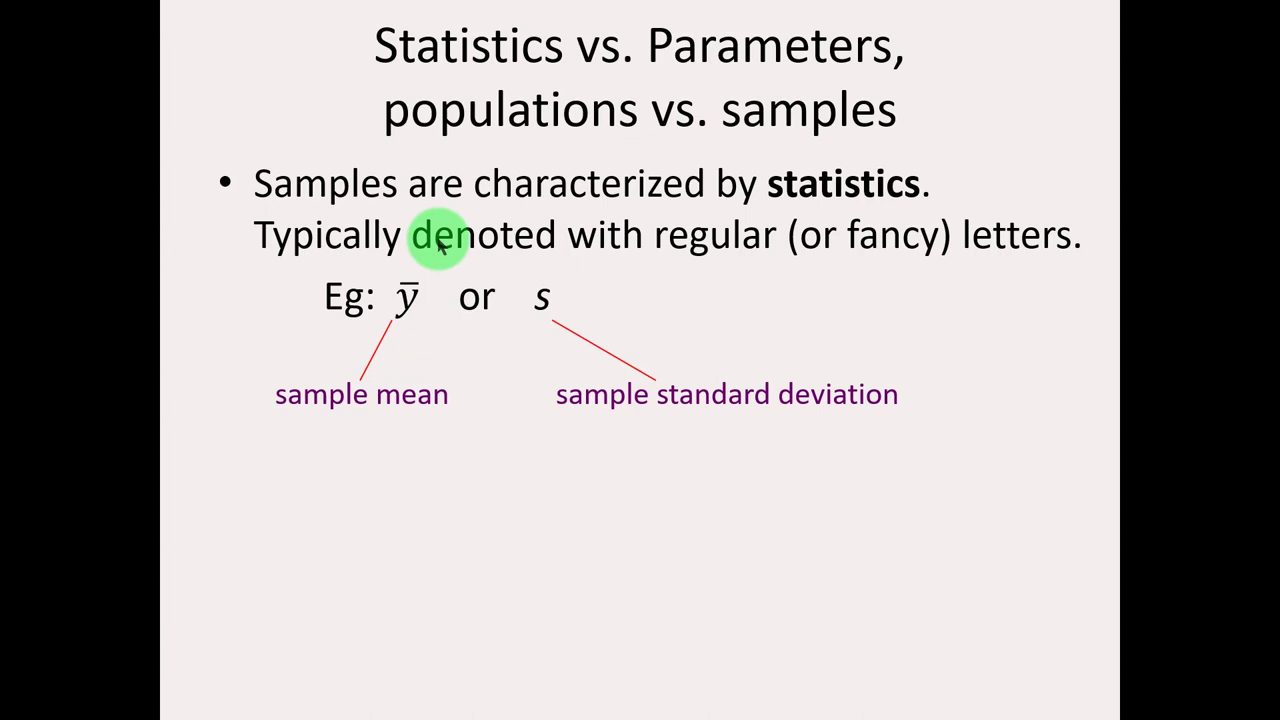 Statistics vs. Parameters,
populations vs. samples
• Samples are characterized by statistics.
Typically denoted with regular (or fancy) letters.
Eg: ȳ or s
sample mean sample standard deviation